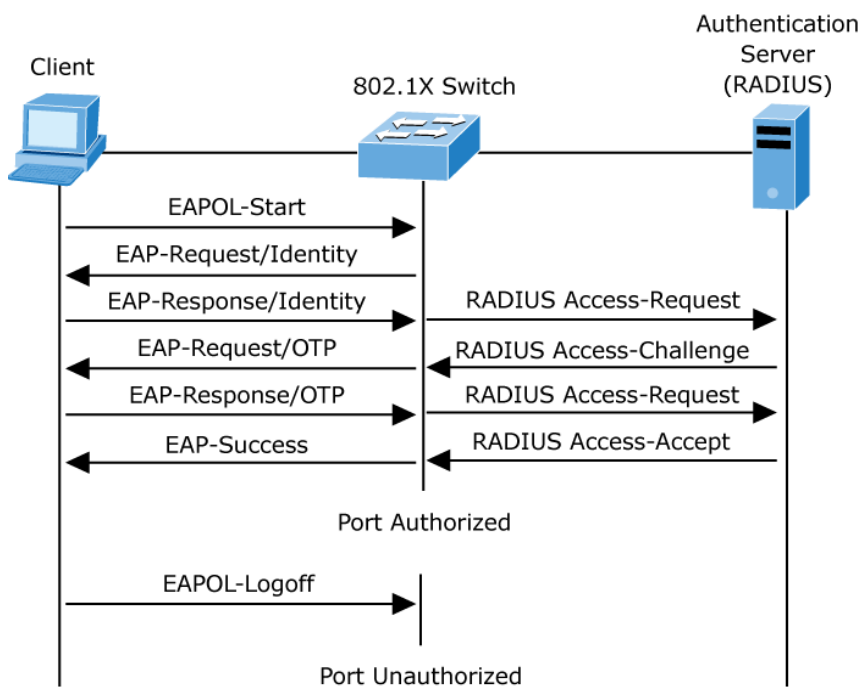 Authentication
Server
(RADIUS)
Client
802.1X Switch
EAPOL-Start
EAP-Request/Identity
EAP-Response/Identity
RADIUS Access-Request
EAP-Request/OTP
RADIUS Access-Challenge
EAP-Response/OTP
RADIUS Access-Request
EAP-Success
RADIUS Access-Accept
Port Authorized
EAPOL-Logoff
Port Unauthorized